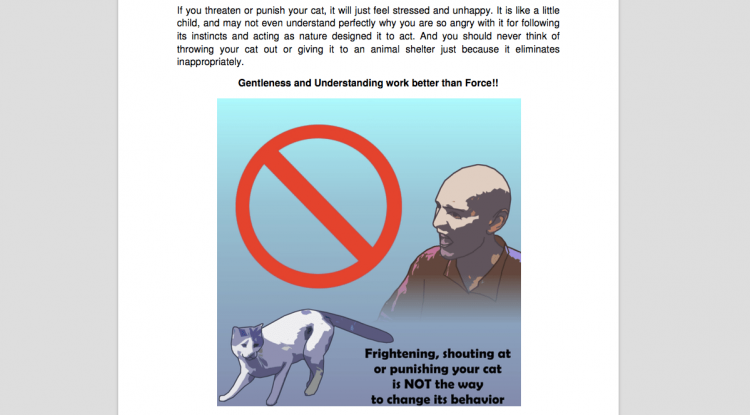 If you threaten or punish your cat, it will just feel stressed and unhappy. It is like a little
child, and may not even understand perfectly why you are so angry with it for following
its instincts and acting as nature designed it to act. And you should never think of
throwing your cat out or giving it to an animal shelter just because it eliminates
inappropriately.
Gentleness and Understanding work better than Force!!
Frightening, shouting at
or punishing your cat
is NOT the way
to change its behavior